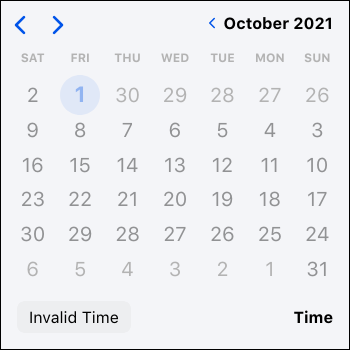 October 2021
SAT FRI THU WED TUE MON SUN
2 1 30 29 28 27 26
9 8 7 6 5 4 3
16 15 14 13 12 11 10
23 22 21 20 19 18 17
30 29 28 27 26 25 24
6 5 4 3 2 1 31
Invalid Time Time